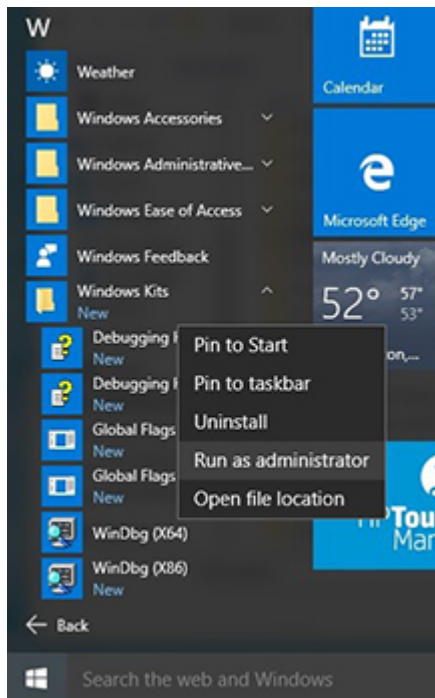 W
Weather
Windows Accessories
Windows Administrative...
Windows Ease of Access
Windows Feedback
Windows Kits
New
Debugging
New
Debugging
New
Global Flags
New
Global Flags
New
WinDbg (X64)
WinDbg (X86)
New
Back
Search the web and Windows
Pin to Start
Pin to taskbar
Uninstall
Run as administrator
Open file location
Calendar
Microsoft Edge
Mostly Cloudy
52° 57°
53°
on,...